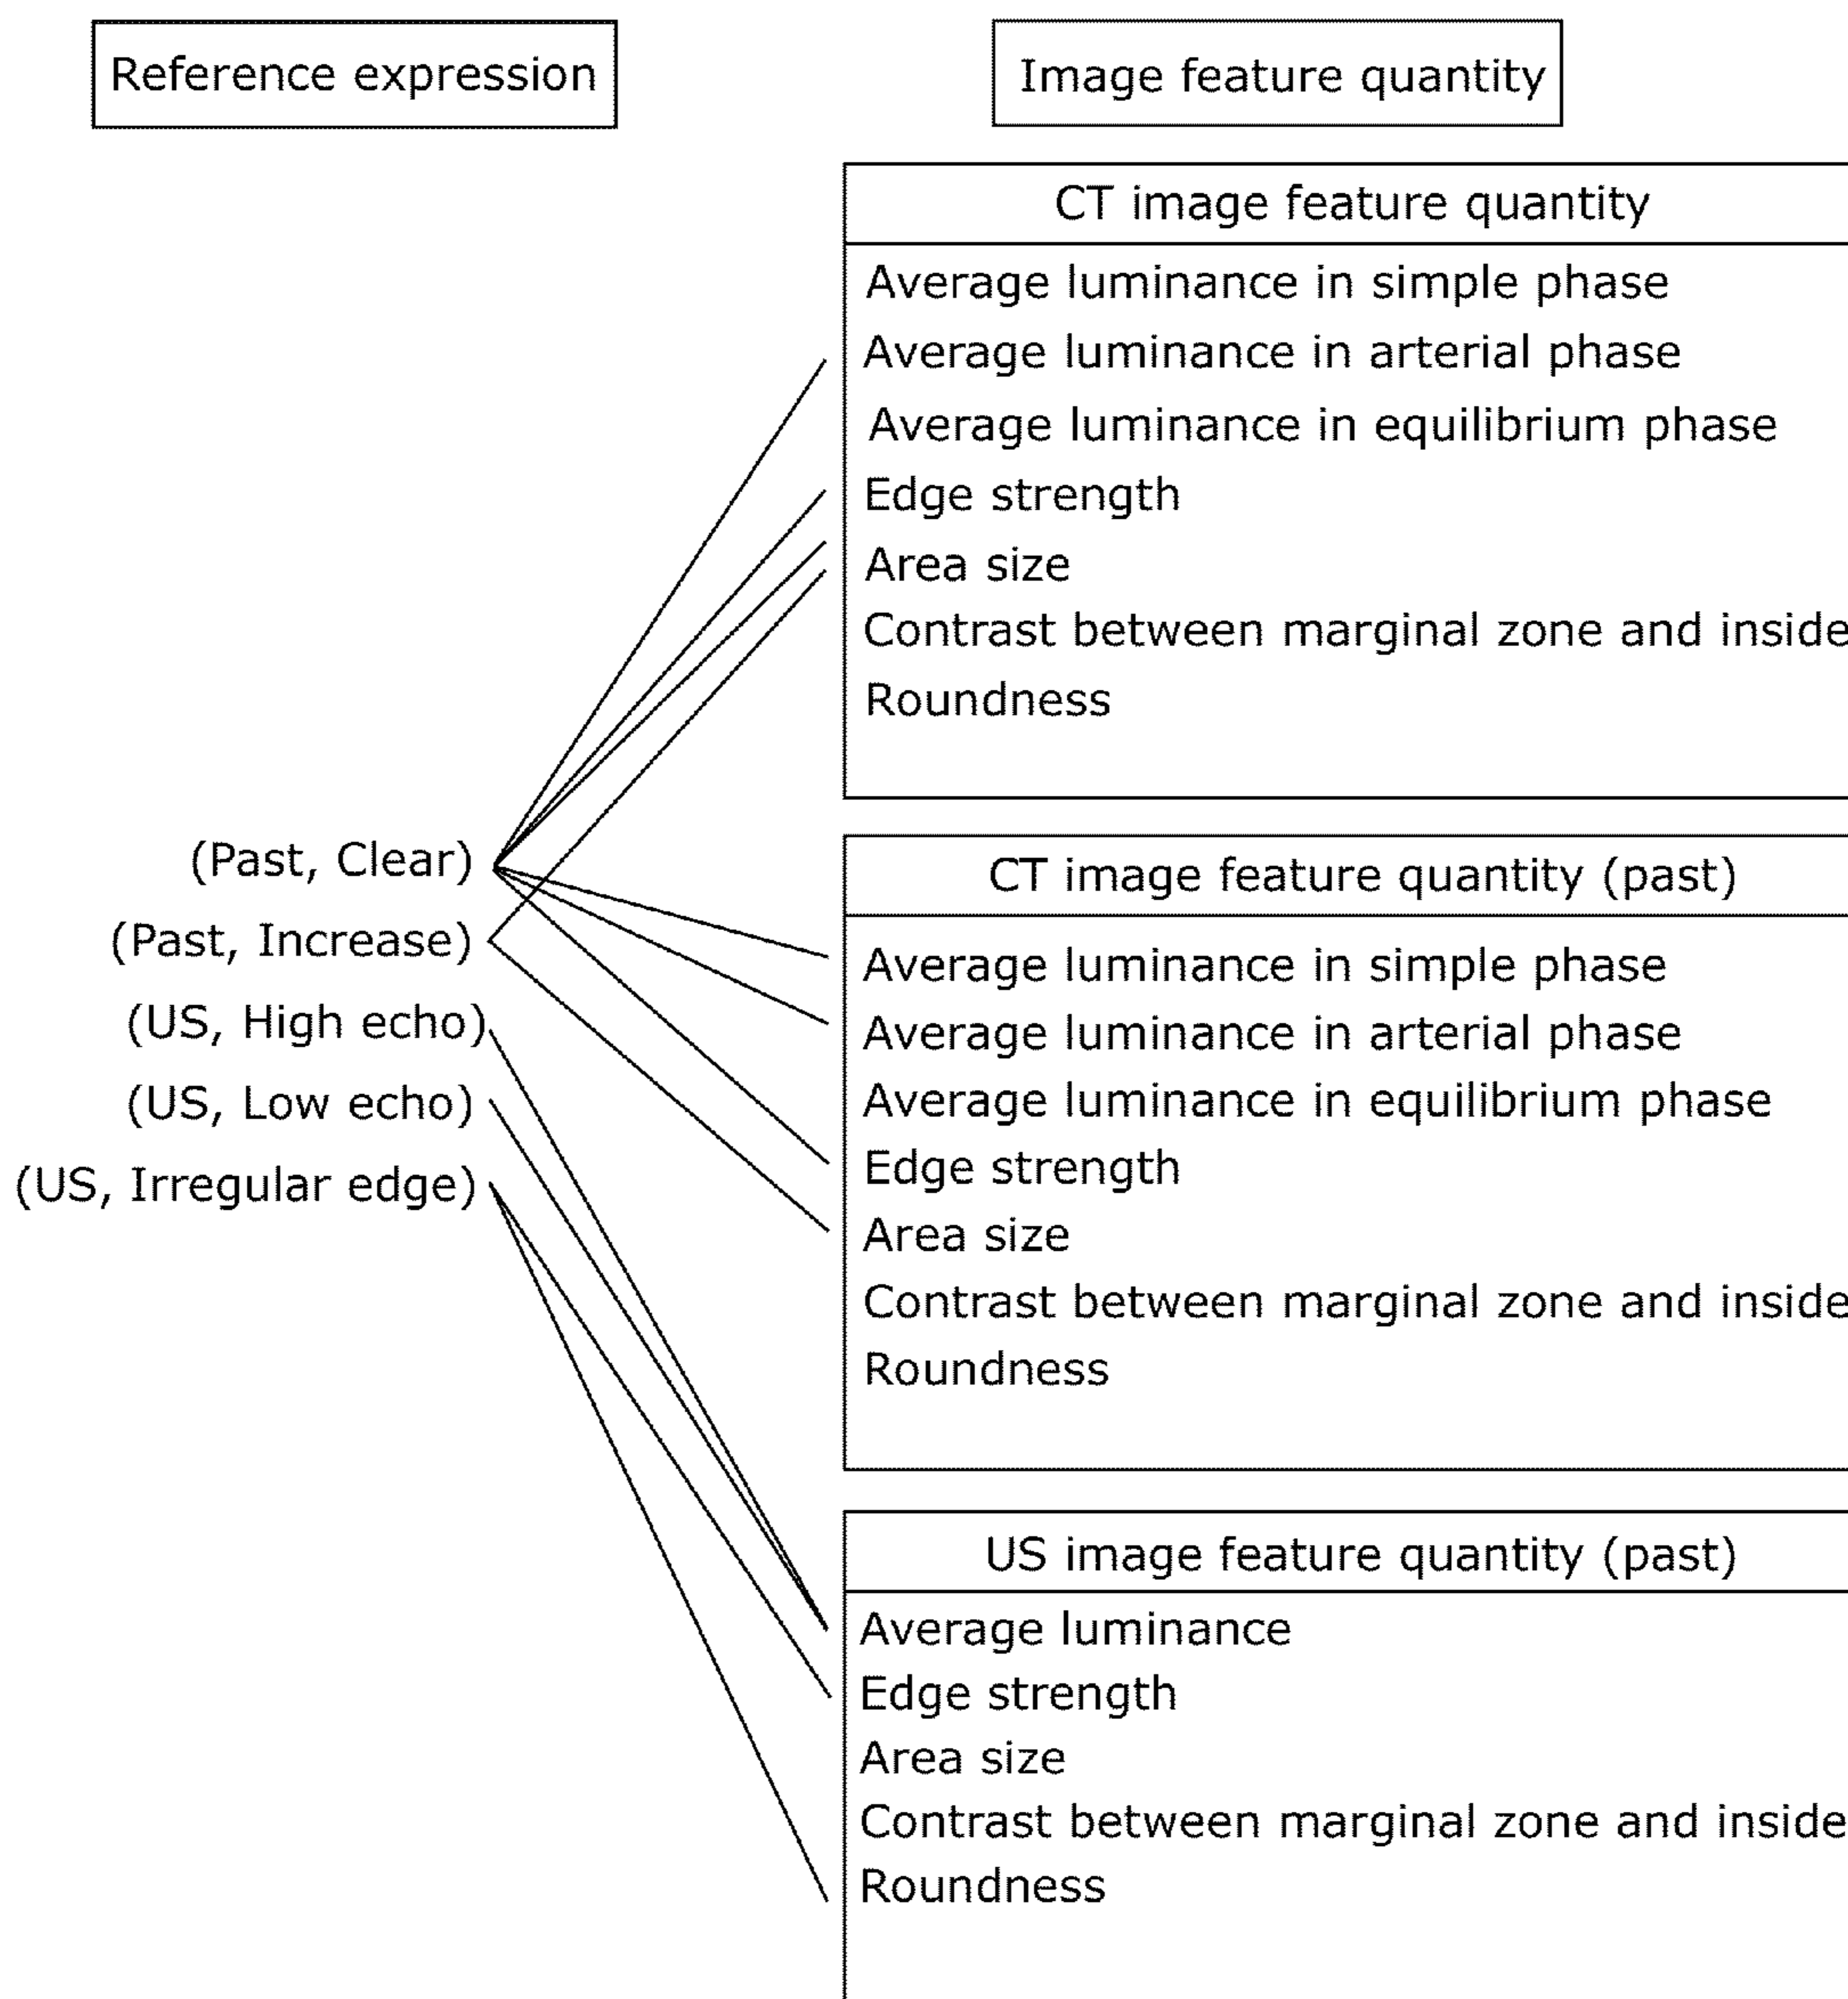 Reference expression
Image feature quantity
CT image feature quantity
Average luminance in simple phase
Average luminance in arterial phase
Average luminance in equilibrium phase
Edge strength
Area size
Contrast between marginal zone and inside
Roundness
(Past, Clear)
(Past, Increase)
(US, High echo)
(US, Low echo)
(US, Irregular edge)
CT image feature quantity (past)
Average luminance in simple phase
Average luminance in arterial phase
Average luminance in equilibrium phase
Edge strength
Area size
Contrast between marginal zone and inside
Roundness
US image feature quantity (past)
Average luminance
Edge strength
Area size
Contrast between marginal zone and inside
Roundness